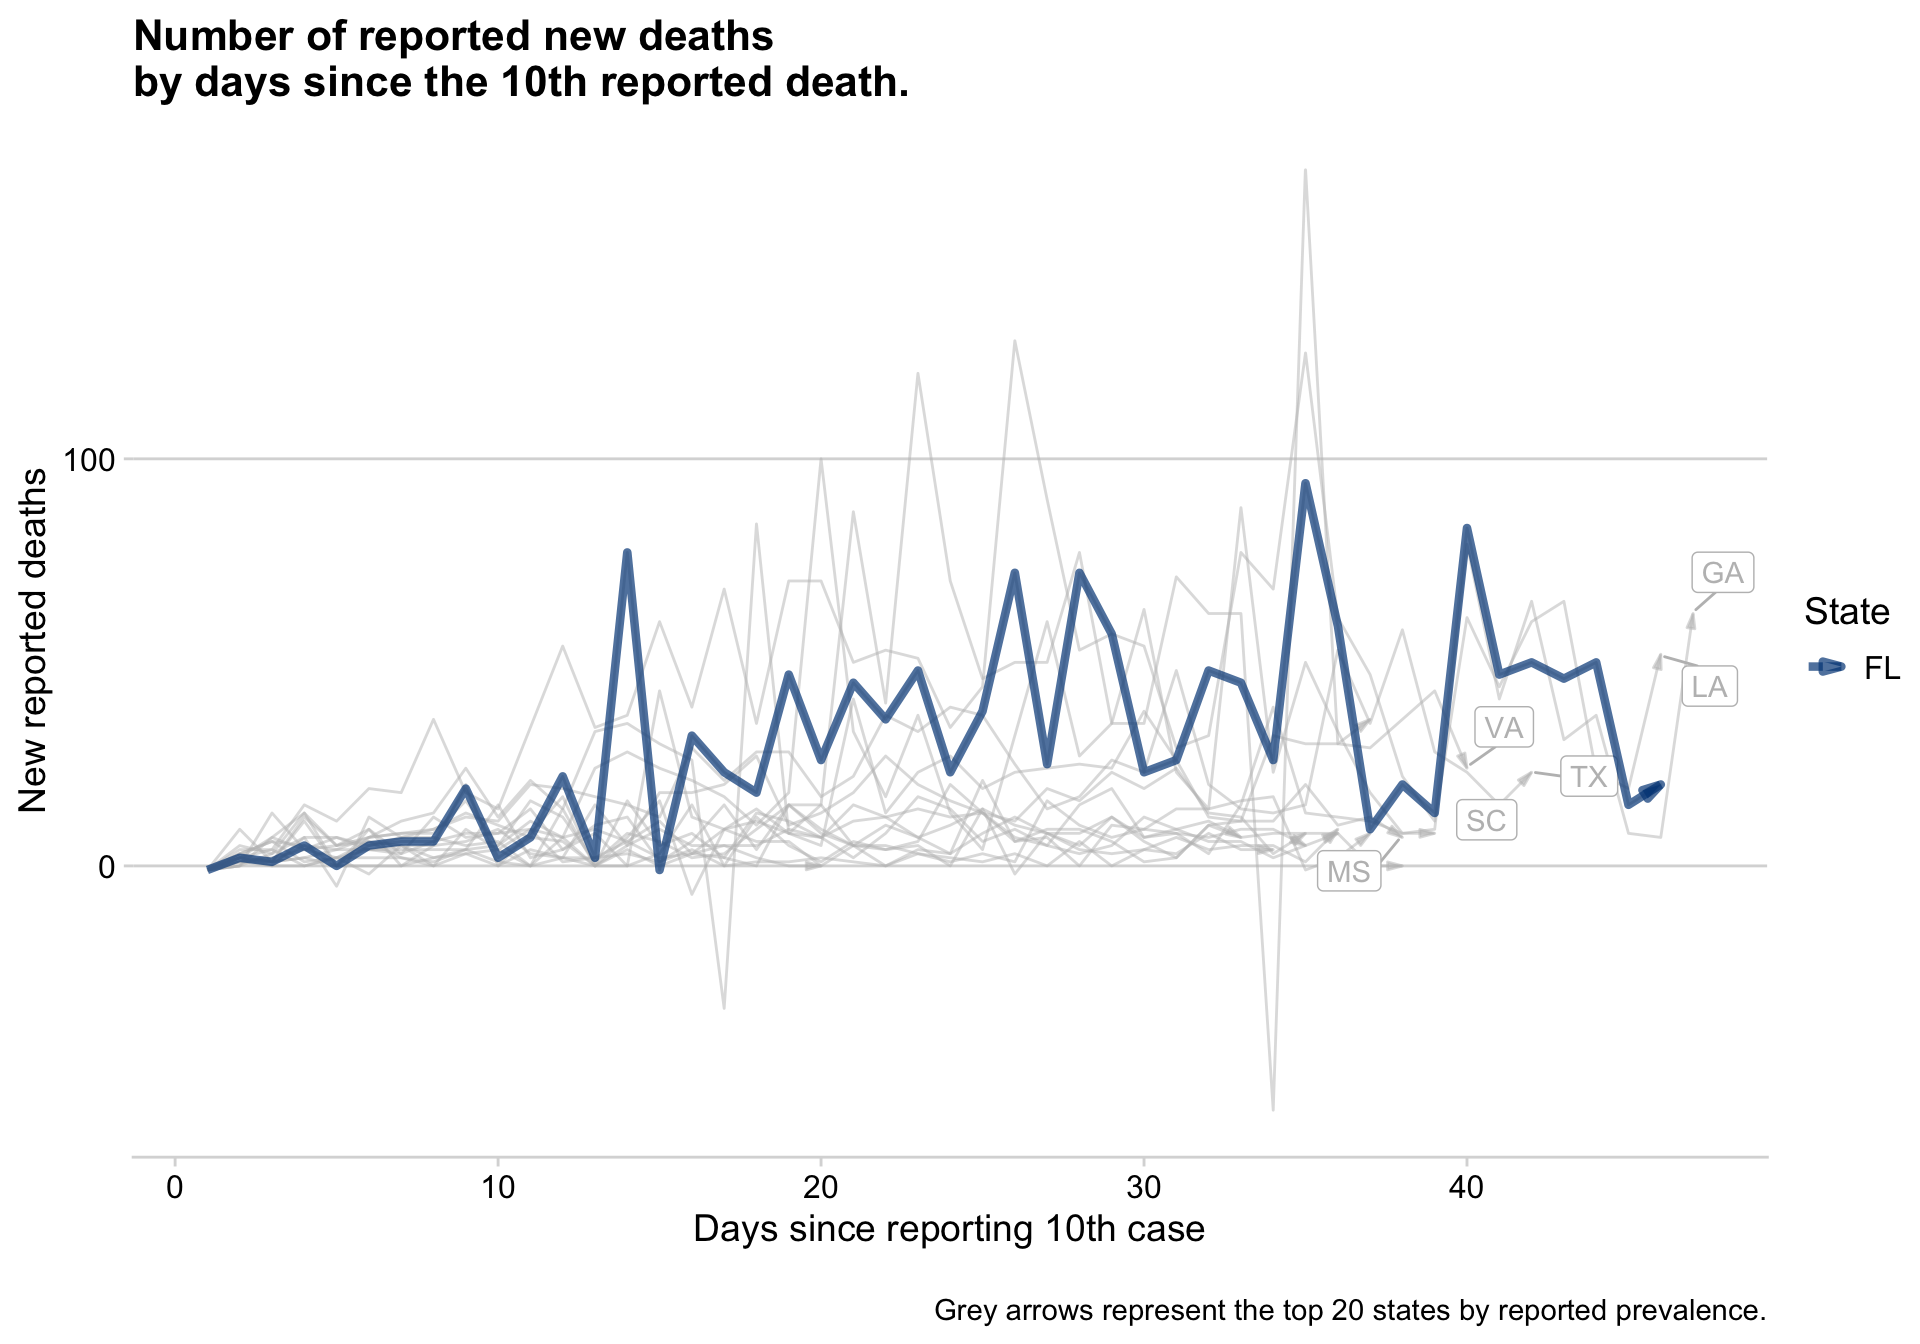 Number of reported new deaths
by days since the 10th reported death.
New reported deaths
100
0
GA
LA
VA
TX
SC
MS
State
FL
0 10 20 30 40
Days since reporting 10th case
Grey arrows represent the top 20 states by reported prevalence.